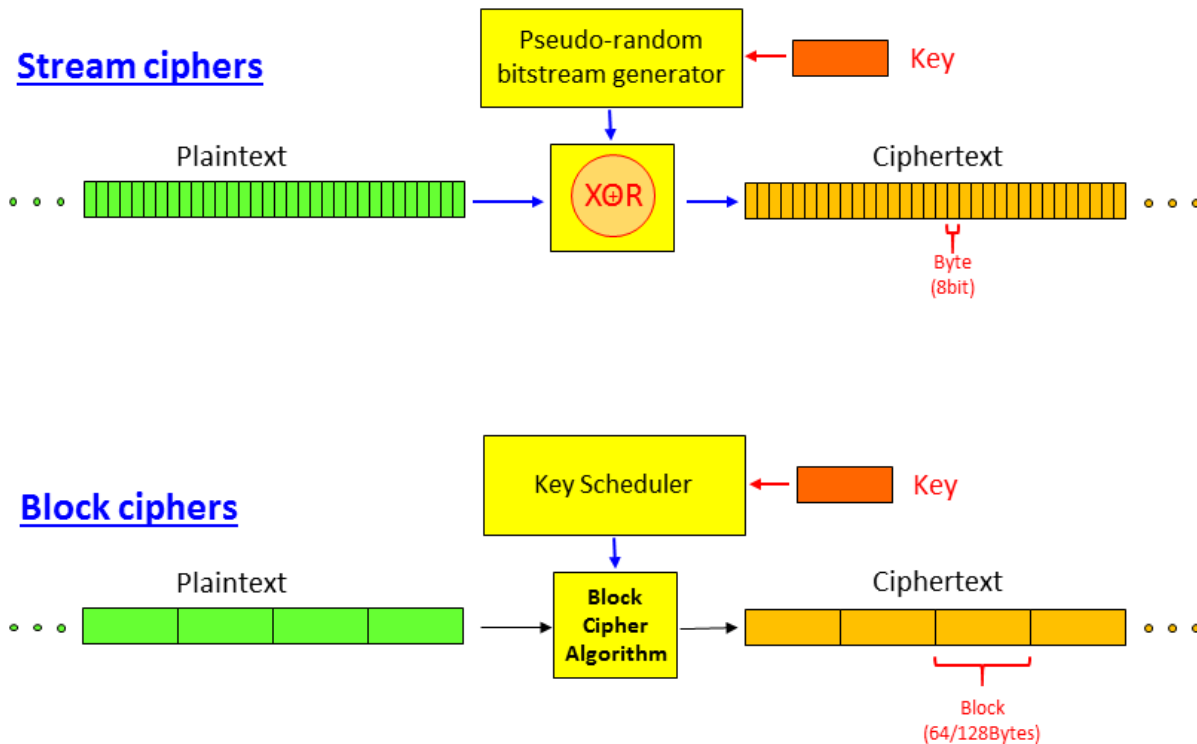 Stream ciphers
Pseudo-random
bitstream generator
Key
Plaintext
XOR
Ciphertext
Byte
(8bit)
Block ciphers
Key Scheduler
Key
Plaintext
Block
Cipher
Algorithm
Ciphertext
Block
(64/128Bytes)